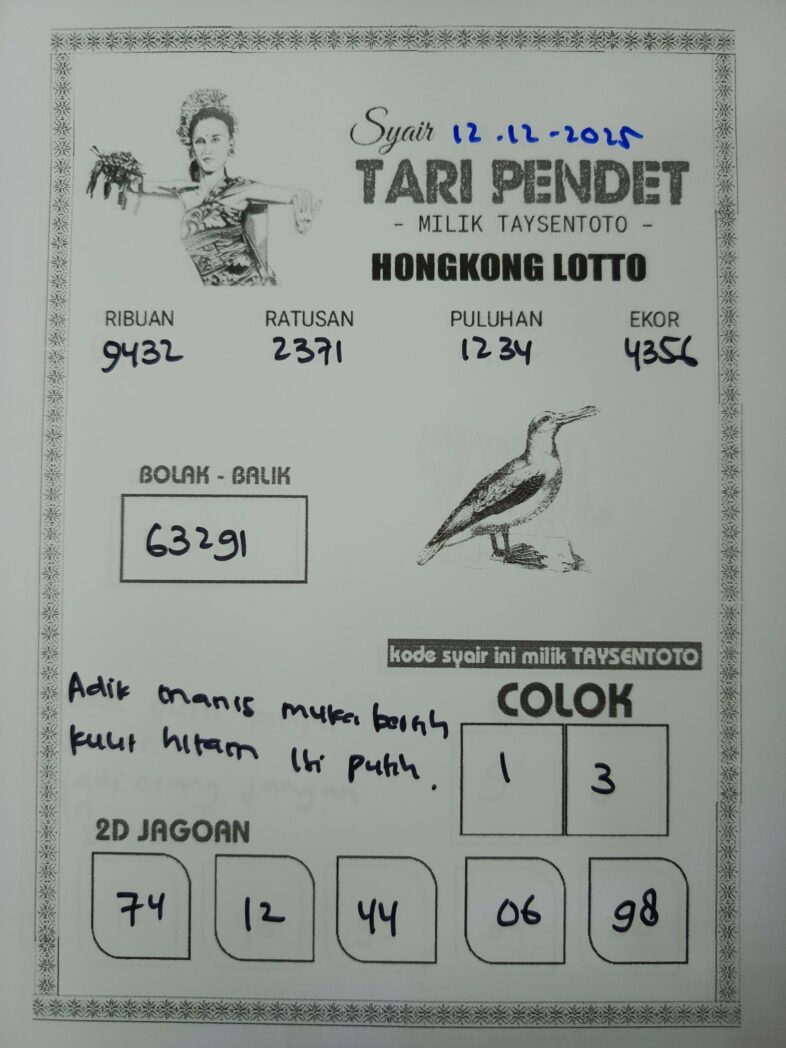 Syair 12.12-2025
TARI PENDET
- MILIK TAYSENTOTO -
HONGKONG LOTTO
RIBUAN RATUSAN PULUHAN EKOR
9432 2371 1234 4356
BOLAK - BALIK
63291
kode syair ini milik TAYSENTOTO
Adik manis muka bersih
kulit hitam isi putih.
COLOK
1 3
2D JAGOAN
74 12 44 06 98